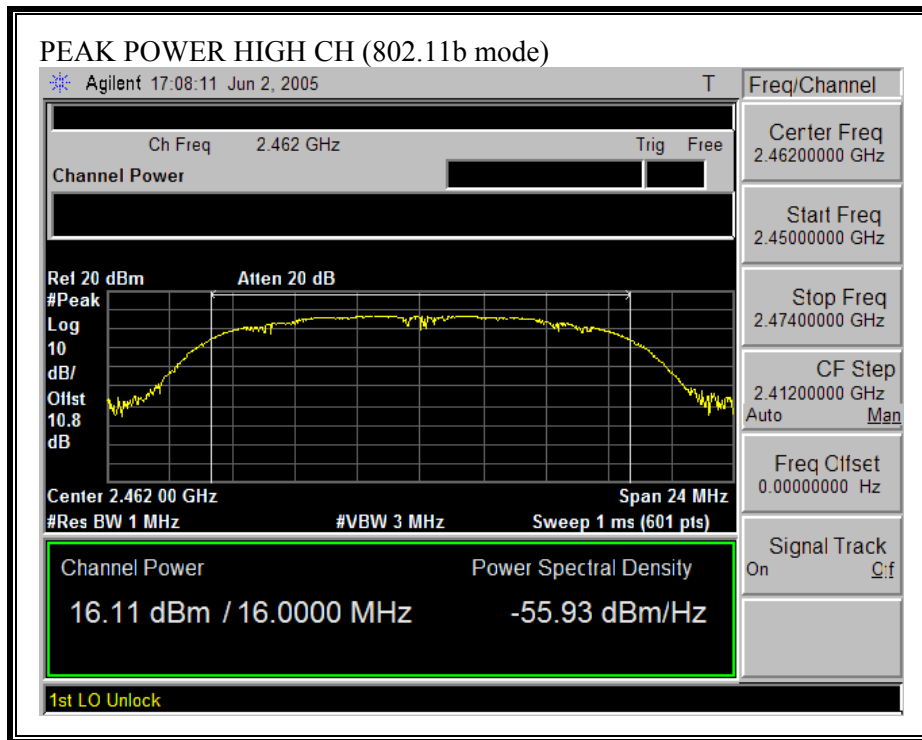 PEAK POWER HIGH CH (802.11b mode)
Agilent 17:08:11 Jun 2, 2005 T
Freq/Channel
Ch Freq 2.462 GHz Trig Free
Channel Power
Center Freq
2.46200000 GHz
Start Freq
2.45000000 GHz
Stop Freq
2.47400000 GHz
CF Step
2.41200000 GHz
Auto Man
Freq Offset
0.00000000 Hz
Signal Track
On Off
Ref 20 dBm Atten 20 dB
#Peak
Log
10
dB/
Offst
10.8
dB
Center 2.462 00 GHz Span 24 MHz
#Res BW 1 MHz #VBW 3 MHz Sweep 1 ms (601 pts)
Channel Power Power Spectral Density
16.11 dBm / 16.0000 MHz -55.93 dBm/Hz
1st LO Unlock